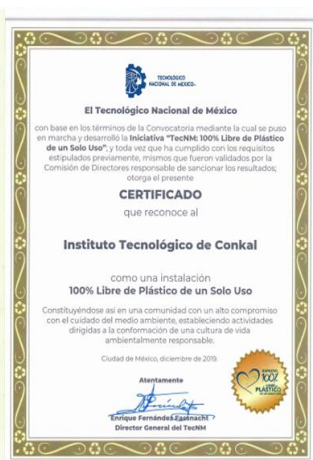 TECNOLÓGICO
NACIONAL DE MÉXICO.
El Tecnológico Nacional de México
con base en los términos de la Convocatoria mediante la cual se puso
en marcha y desarrolló la Iniciativa "TecNM: 100% Libre de Plástico
de un Solo Uso"; y toda vez que ha cumplido con los requisitos
estipulados previamente, mismos que fueron validados por la
Comisión de Directores responsable de sancionar los resultados;
otorga el presente
CERTIFICADO
que reconoce al
Instituto Tecnológico de Conkal
como una instalación
100% Libre de Plástico de un Solo Uso
Constituyéndose así en una comunidad con un alto compromiso
con el cuidado del medio ambiente, estableciendo actividades
dirigidas a la conformación de una cultura de vida
ambientalmente responsable.
Ciudad de México, diciembre de 2019.
Atentamente
Enrique Fernández Fassnacht
Director General del TecNM
100%
PLÁSTICO